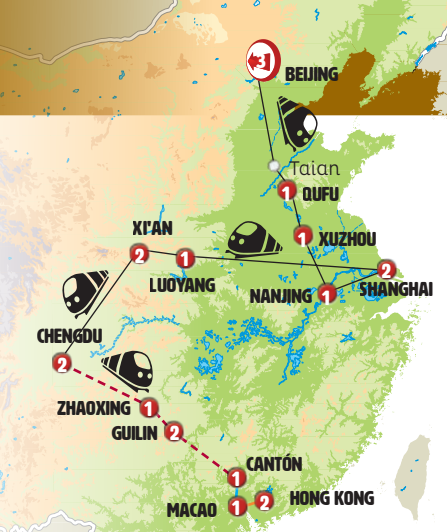 3
BEIJING
Taian
1
QUFU
XI'AN
1
XUZHOU
2
1
2
LUOYANG
NANJING
1
SHANGHAI
CHENGDU
2
ZHAOXING
1
GUILIN
2
CANTÓN
1
MACAO
1
2
HONG KONG